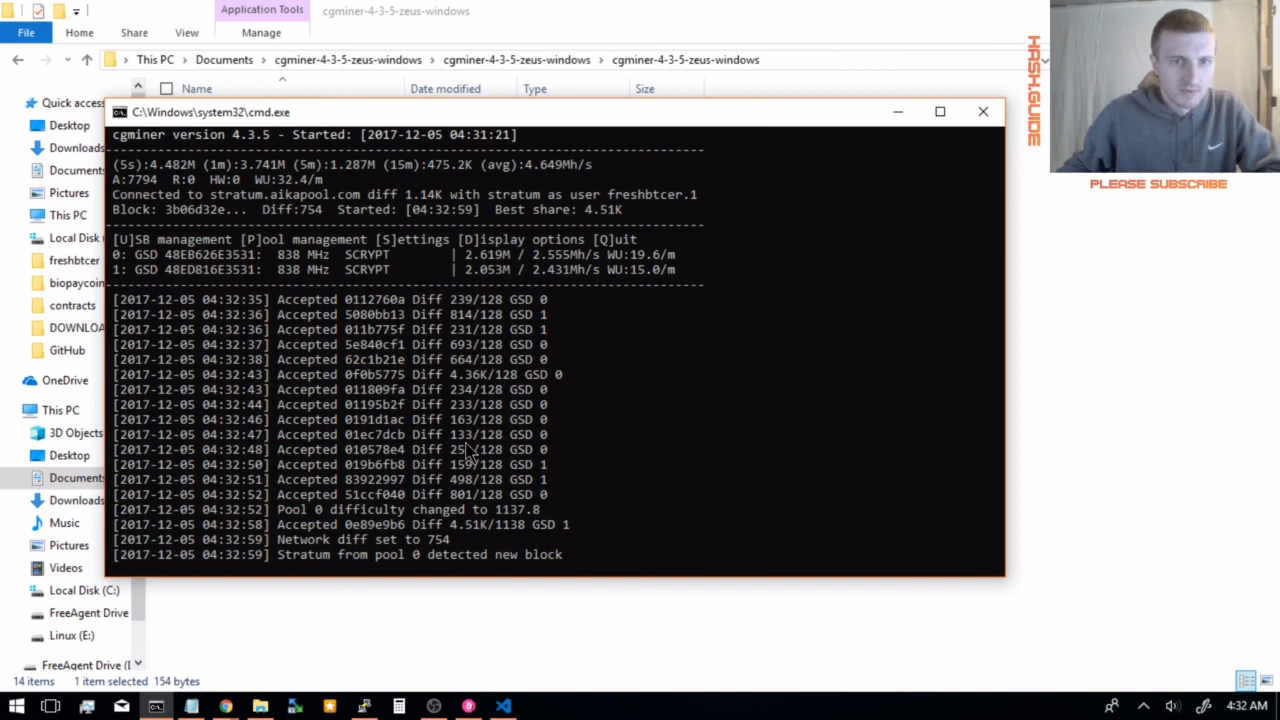 Application Tools
cgminer-4-3-5-zeus-windows
File
Home
Share
View
Manage
This PC
Documents
cgminer-4-3-5-zeus-windows
cgminer-4-3-5-zeus-windows
cgminer-4-3-5-zeus-windows
Name
Date modified
Type
Size
Quick access
Desktop
Downloads
Documents
Pictures
This PC
Local Disk
freshbtcer
biopaycoin
contracts
DOWNLOA
GitHub
OneDrive
This PC
3D Objects
Desktop
Documents
Downloads
Music
Pictures
Videos
Local Disk (C:)
FreeAgent Drive
Linux (E:)
FreeAgent Drive (
14 items
1 item selected 154 bytes
C:\Windows\system32\cmd.exe
cgminer version 4.3.5 - Started: [2017-12-05 04:31:21]
(5s):4.482M (1m):3.741M (5m):1.287M (15m):475.2K (avg):4.649Mh/s
A:7794 R:0 HW:0 WU:32.4/m
Connected to stratum.aikapool.com diff 1.14K with stratum as user freshbtcer.1
Block: 3b06d32e... Diff:754 Started: [04:32:59] Best share: 4.51K
[U]SB management [P]ool management [S]ettings [D]isplay options [Q]uit
0: GSD 48EB626E3531: 838 MHz SCRYPT | 2.619M / 2.555Mh/s WU:19.6/m
1: GSD 48ED816E3531: 838 MHz SCRYPT | 2.053M / 2.431Mh/s WU:15.0/m
[2017-12-05 04:32:35] Accepted 0112760a Diff 239/128 GSD 0
[2017-12-05 04:32:36] Accepted 5080bb13 Diff 814/128 GSD 1
[2017-12-05 04:32:36] Accepted 011b775f Diff 231/128 GSD 1
[2017-12-05 04:32:37] Accepted 5e840cf1 Diff 693/128 GSD 0
[2017-12-05 04:32:38] Accepted 62c1b21e Diff 664/128 GSD 0
[2017-12-05 04:32:43] Accepted 0f0b5775 Diff 4.36K/128 GSD 0
[2017-12-05 04:32:43] Accepted 011809fa Diff 234/128 GSD 0
[2017-12-05 04:32:44] Accepted 01195b2f Diff 233/128 GSD 0
[2017-12-05 04:32:46] Accepted 0191d1ac Diff 163/128 GSD 0
[2017-12-05 04:32:47] Accepted 01ec7dcb Diff 133/128 GSD 0
[2017-12-05 04:32:48] Accepted 010578e4 Diff GSD 0
[2017-12-05 04:32:50] Accepted 019b6fb8 Diff GSD 1
[2017-12-05 04:32:51] Accepted 83922997 Diff 498/128 GSD 1
[2017-12-05 04:32:52] Accepted 51ccf040 Diff 801/128 GSD 0
[2017-12-05 04:32:52] Pool 0 difficulty changed to 1137.8
[2017-12-05 04:32:58] Accepted 0e89e9b6 Diff 4.51K/1138 GSD 1
[2017-12-05 04:32:59] Network diff set to 754
[2017-12-05 04:32:59] Stratum from pool 0 detected new block
HASH.GUIDE
PLEASE SUBSCRIBE
4:32 AM